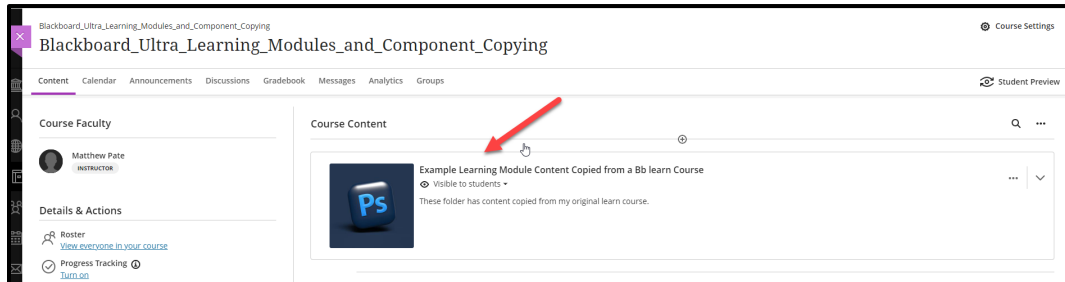 Blackboard_Ultra_Learning_Modules_and_Component_Copying
Blackboard_Ultra_Learning_Modules_and_Component_Copying
Course Settings
Content Calendar Announcements Discussions Gradebook Messages Analytics Groups
Student Preview
Course Faculty
Matthew Pate
INSTRUCTOR
Details & Actions
Roster
View everyone in your course
Progress Tracking
Turn on
Course Content
Ps
Example Learning Module Content Copied from a Bb learn Course
Visible to students
These folder has content copied from my original learn course.